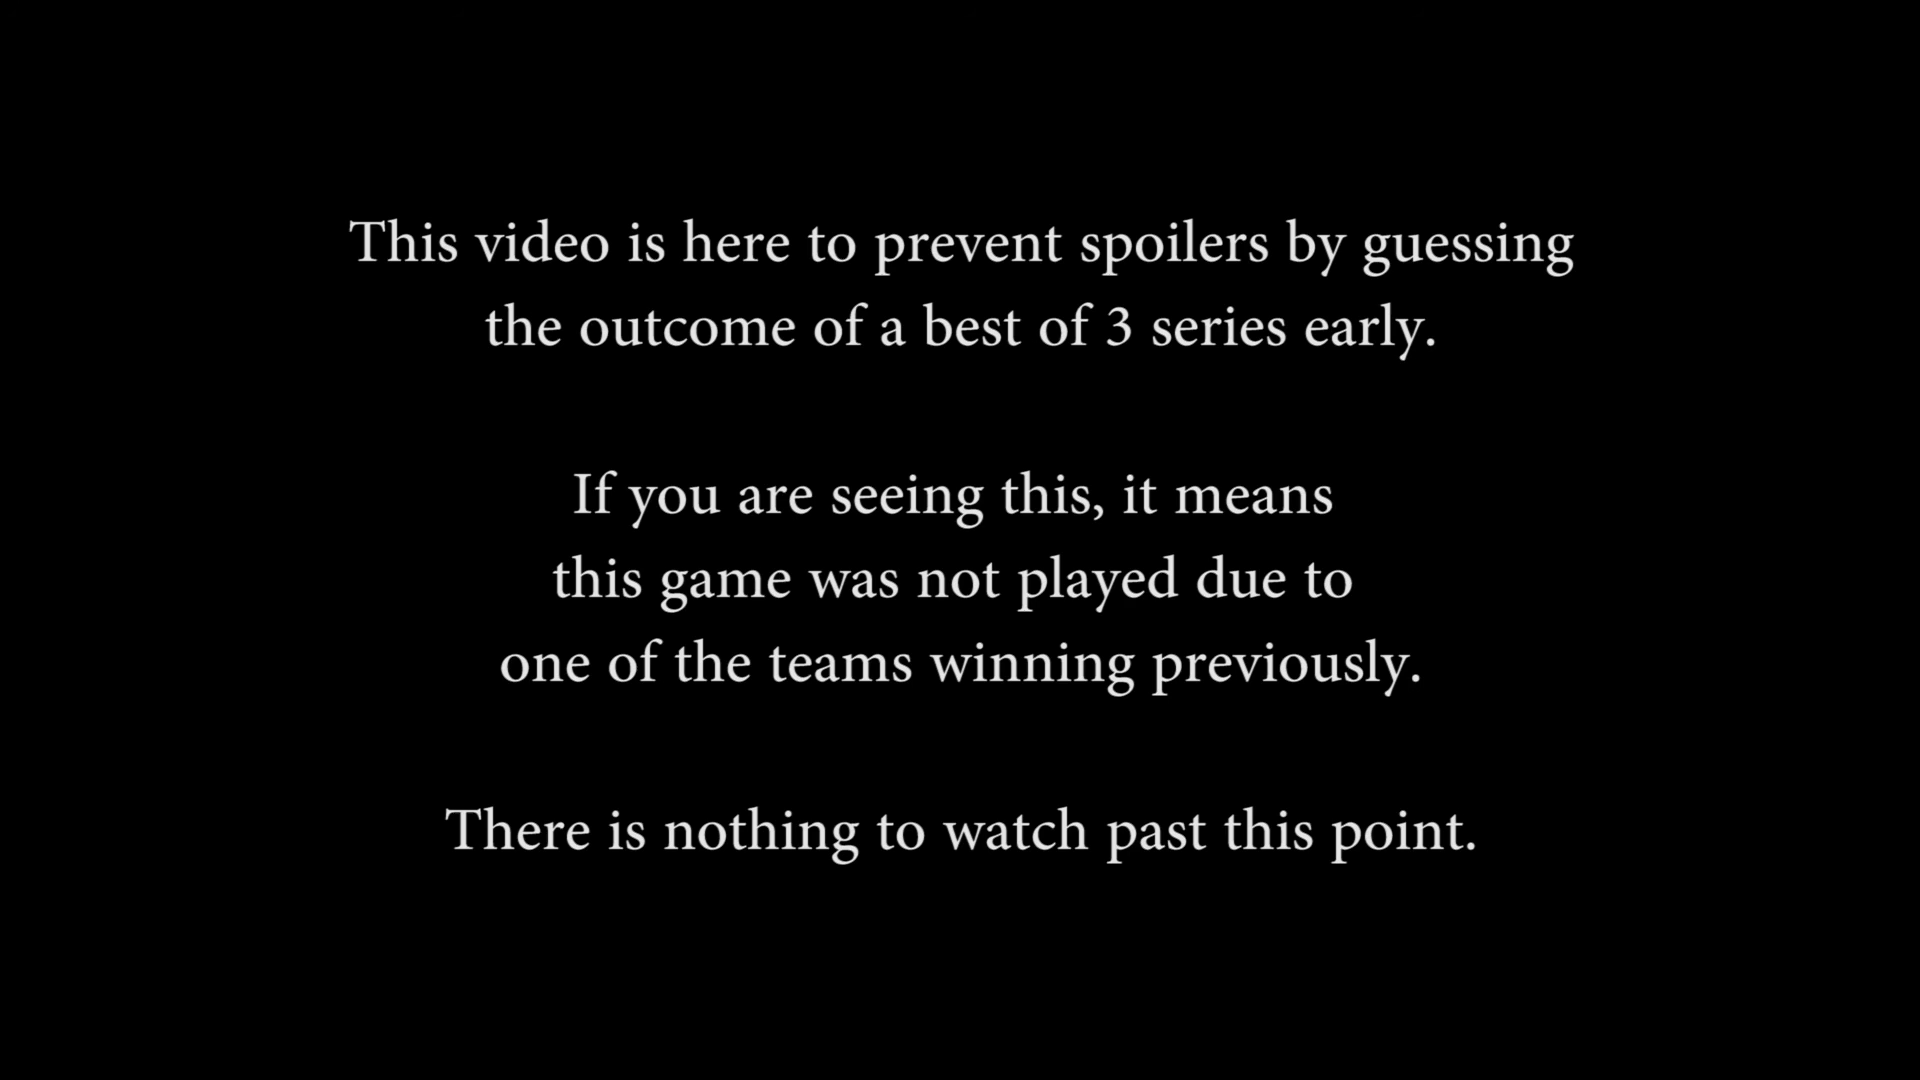 This video is here to prevent spoilers by guessing
the outcome of a best of 3 series early.
If you are seeing this, it means
this game was not played due to
one of the teams winning previously.
There is nothing to watch past this point.